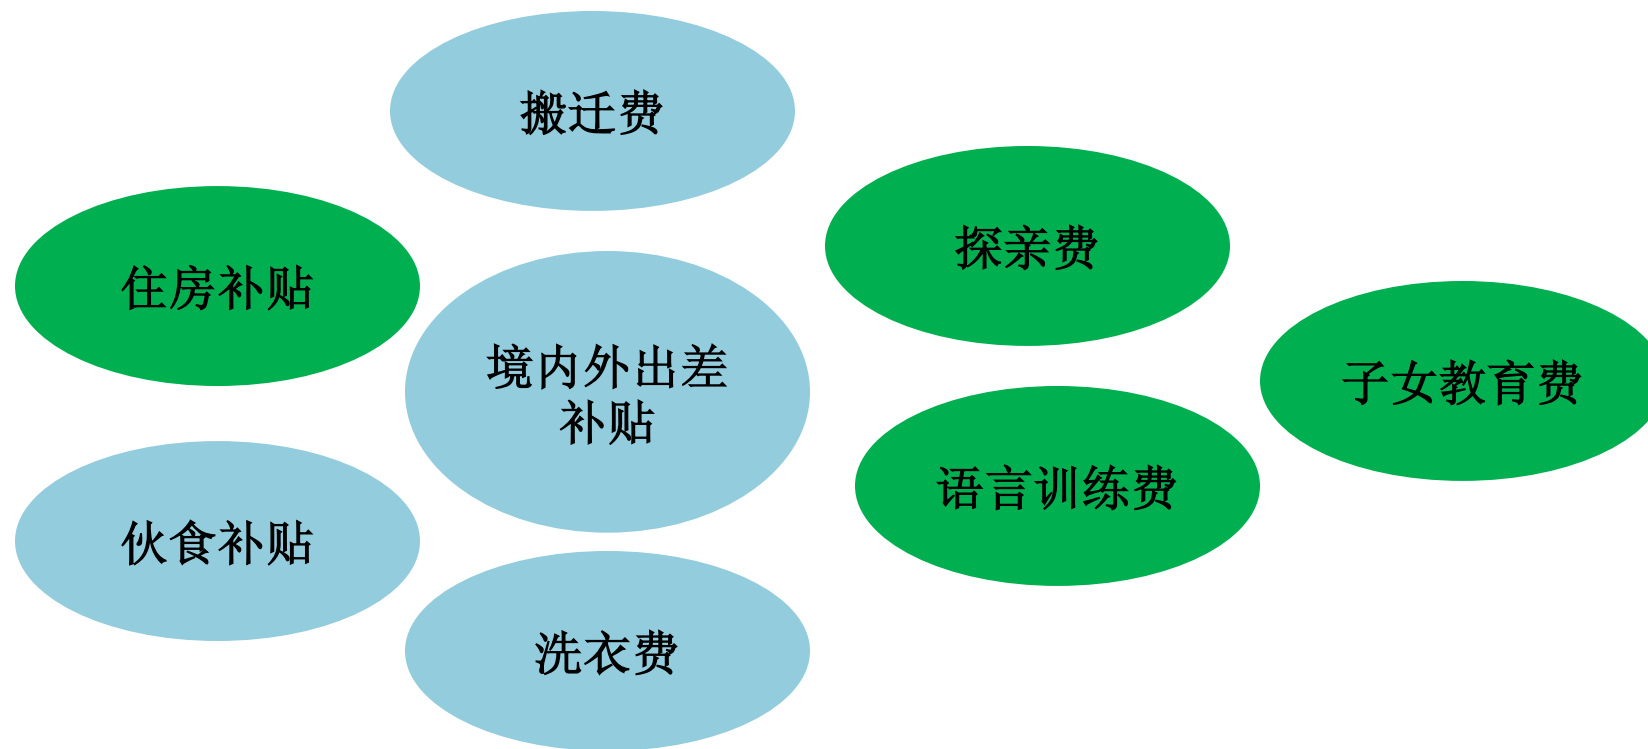 搬迁费
住房补贴
探亲费
境内外出差
补贴
子女教育费
语言训练费
伙食补贴
洗衣费